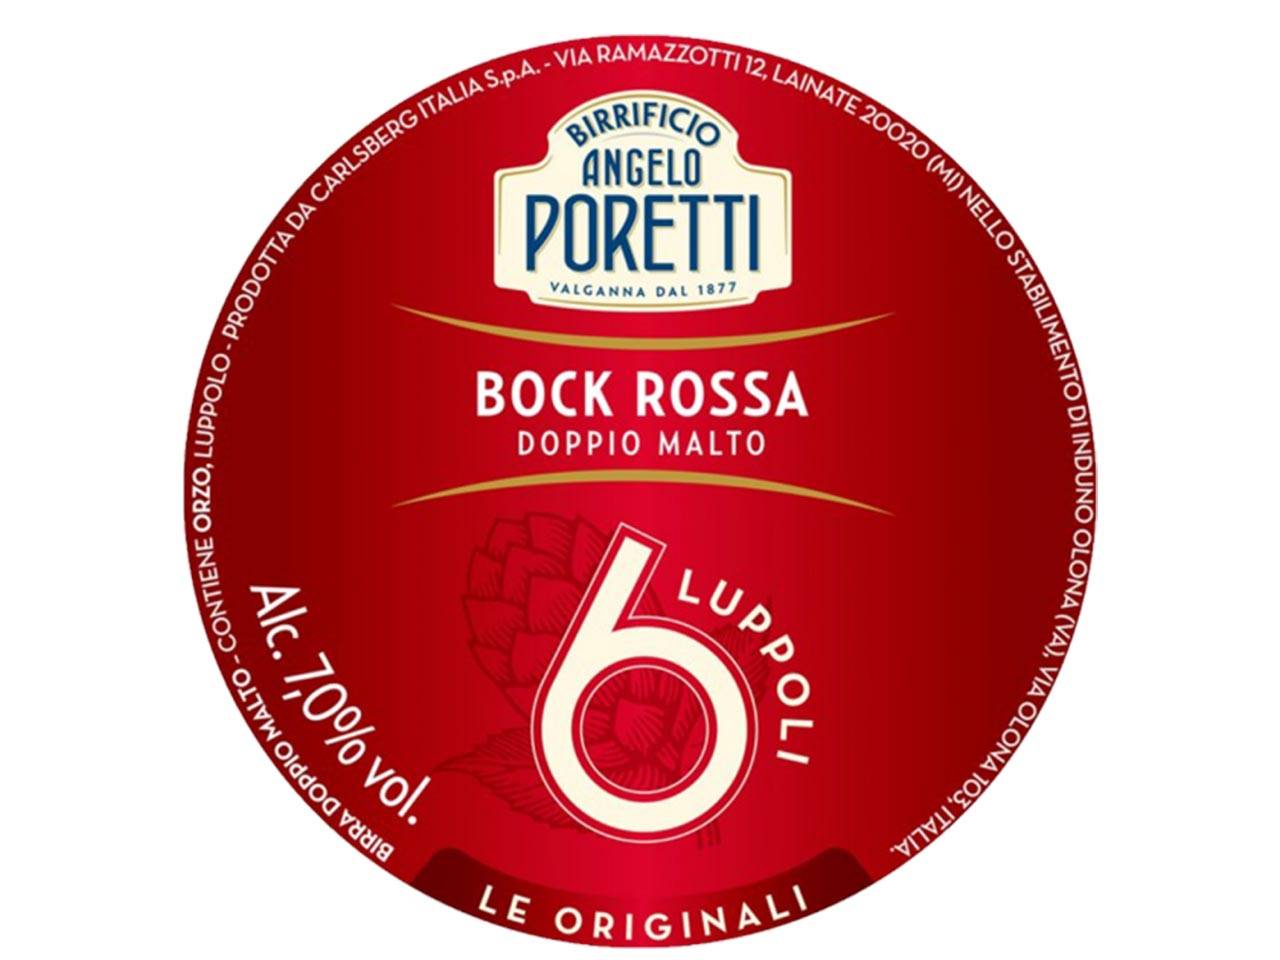 BIRRA DOPPIO MALTO - CONTIENE ORZO, LUPPOLO - PRODOTTA DA CARLSBERG ITALIA S.p.A. - VIA RAMAZZOTTI 12, LAINATE 20020 (MI) NELLO STABILIMENTO DI INDUNO OLONA (VA), VIA OLONA 103, ITALIA.
BIRRIFICIO
ANGELO
PORETTI
VALGANNA DAL 1877
BOCK ROSSA
DOPPIO MALTO
6 LUPPOLI
Alc. 7,0% vol.
LE ORIGINALI